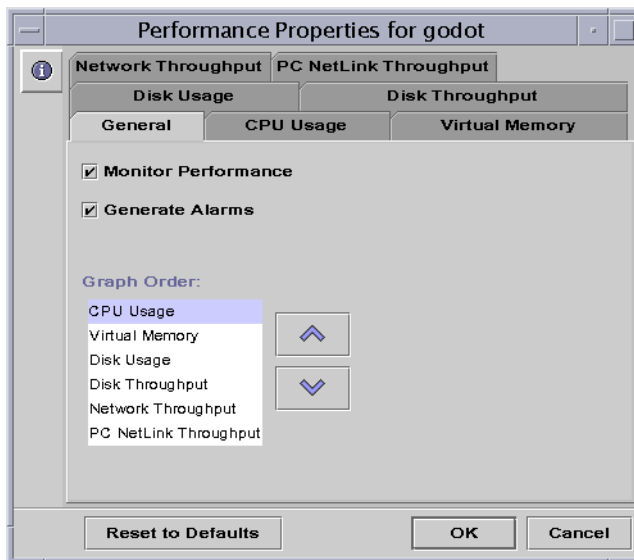 Performance Properties for godot
Network Throughput PC NetLink Throughput
Disk Usage Disk Throughput
General CPU Usage Virtual Memory
Monitor Performance
Generate Alarms
Graph Order:
CPU Usage
Virtual Memory
Disk Usage
Disk Throughput
Network Throughput
PC NetLink Throughput
Reset to Defaults OK Cancel